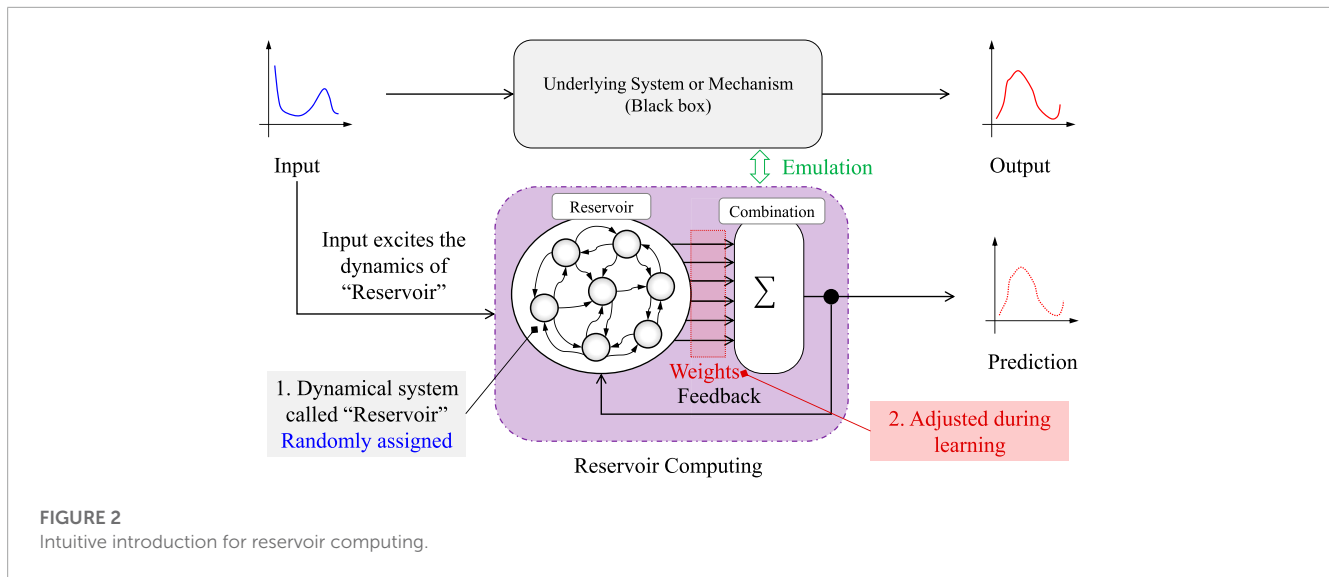 Underlying System or Mechanism
(Black box)
Input
Output
Emulation
Reservoir
Combination
Input excites the
dynamics of
“Reservoir”
∑
Prediction
Weights
Feedback
1. Dynamical system
called “Reservoir”
Randomly assigned
2. Adjusted during
learning
Reservoir Computing
FIGURE 2
Intuitive introduction for reservoir computing.